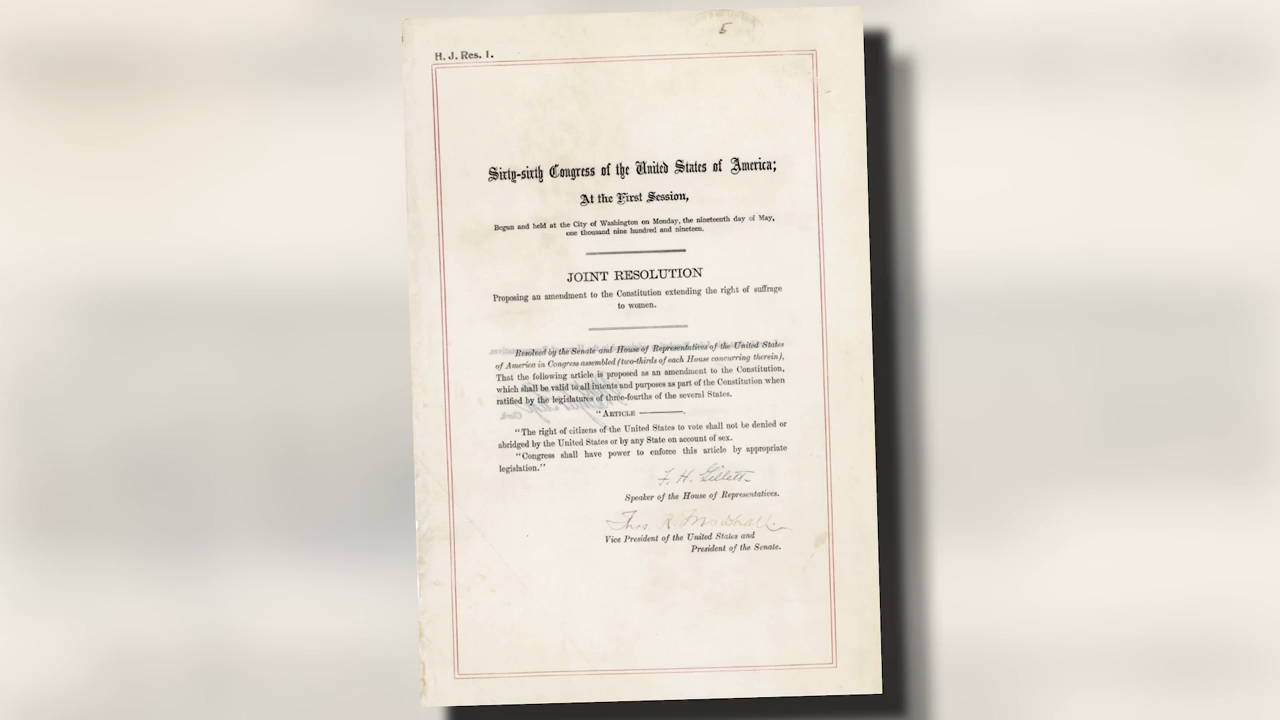 5
H. J. Res. 1.
Sixty-sixth Congress of the United States of America;
At the First Session,
Begun and held at the City of Washington on Monday, the nineteenth day of May,
one thousand nine hundred and nineteen.
JOINT RESOLUTION
Proposing an amendment to the Constitution extending the right of suffrage
to women.
Resolved by the Senate and House of Representatives of the United States
of America in Congress assembled (two-thirds of each House concurring therein),
That the following article is proposed as an amendment to the Constitution,
which shall be valid to all intents and purposes as part of the Constitution when
ratified by the legislatures of three-fourths of the several States.
"ARTICLE ————.
"The right of citizens of the United States to vote shall not be denied or
abridged by the United States or by any State on account of sex.
"Congress shall have power to enforce this article by appropriate
legislation."
F. H. Gillett
Speaker of the House of Representatives.
Thos. R. Marshall.
Vice President of the United States and
President of the Senate.